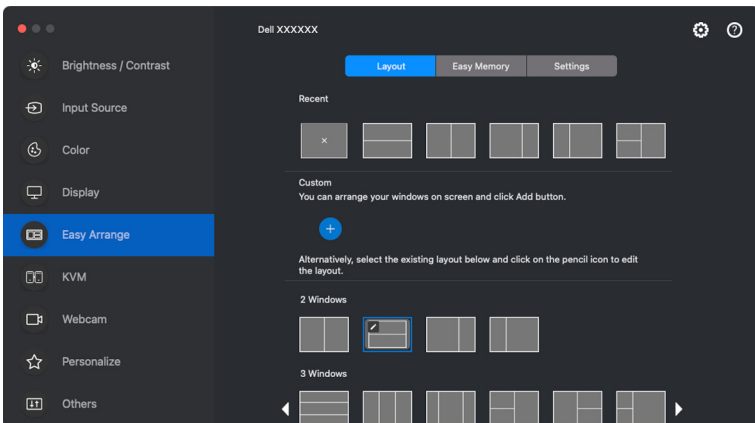 Dell XXXXXX
Brightness / Contrast
Input Source
Color
Display
Easy Arrange
KVM
Webcam
Personalize
Others
Layout
Easy Memory
Settings
Recent
Custom
You can arrange your windows on screen and click Add button.
Alternatively, select the existing layout below and click on the pencil icon to edit
the layout.
2 Windows
3 Windows